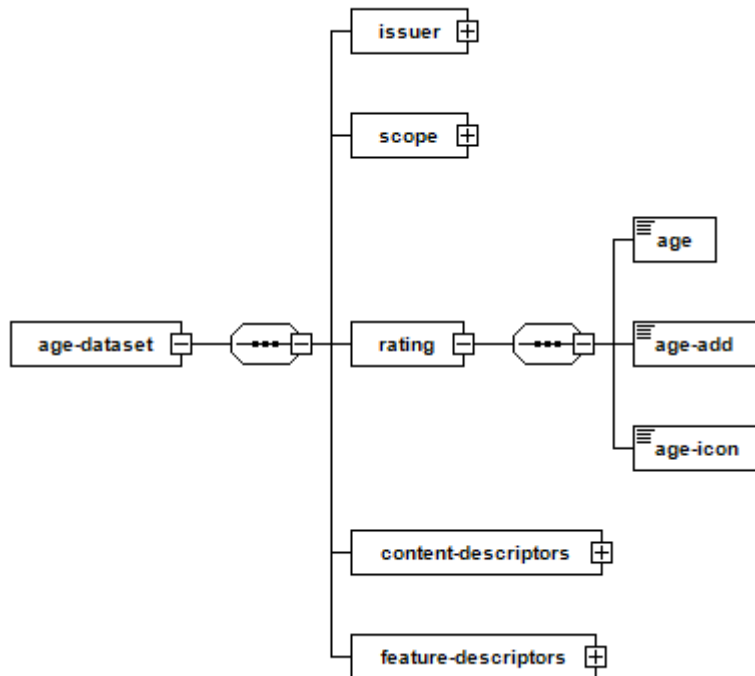 issuer
scope
age
age-dataset
rating
age-add
age-icon
content-descriptors
feature-descriptors